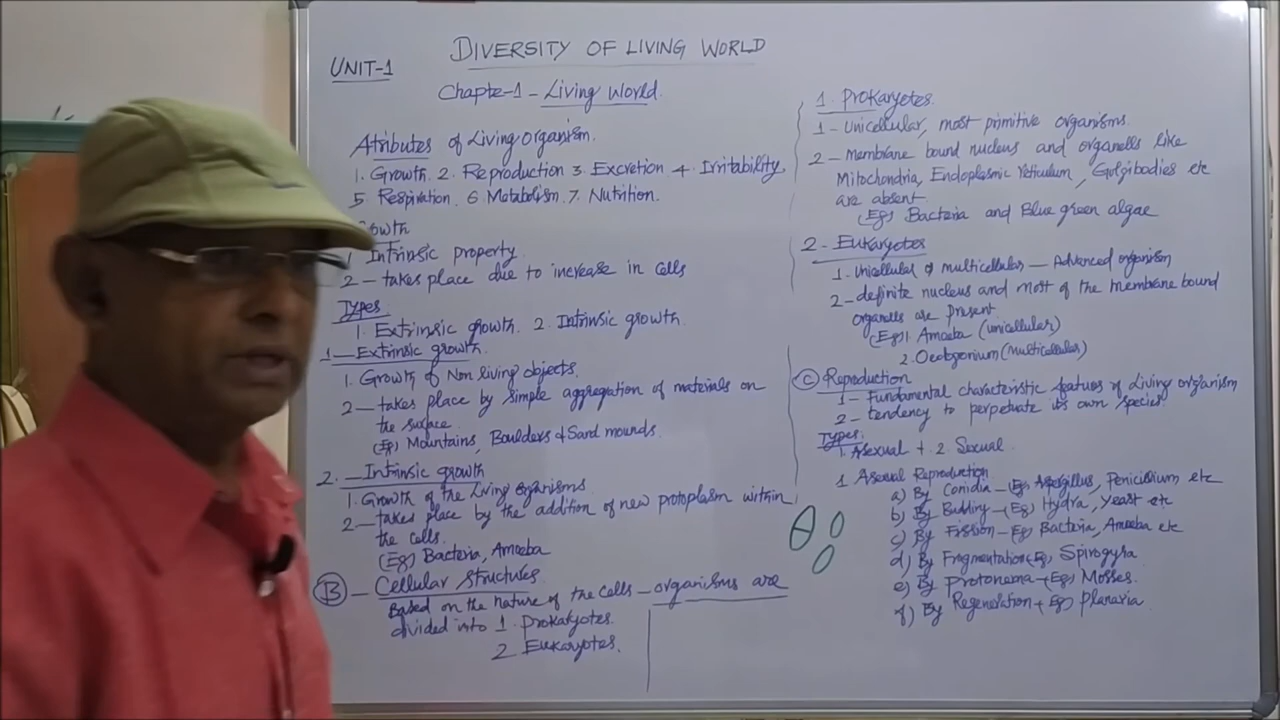 DIVERSITY OF LIVING WORLD
UNIT-1
Chapte-1 - Living World.
Atributes of Living Organism.
1. Growth. 2. Reproduction 3. Excretion 4. Irritability,
5 Respiration. 6. Metabolism. 7. Nutrition.
owth
1 Intrinsic property
2 - takes place due to increase in cells
Types.
1. Extrinsic growth. 2. Intrinsic growth.
1 - Extrinsic growth.
1. Growth of Non living objects.
2 - takes place by simple aggregation of materials on
the surface.
(Eg) Mountains, Boulders & Sand mounds.
2. - Intrinsic growth
1. Growth of the Living organisms
2 - takes place by the addition of new protoplasm within
the cells.
(Eg) Bacteria, Amoeba
B - Cellular structures
Based on the nature of the cells - organisms are
divided into 1. Prokaryotes.
2 Eukaryotes.
1. Prokaryotes.
1 - Unicellular, most primitive organisms.
2 - Membrane bound nucleus and organells like
Mitochondria, Endoplasmic reticulum, Golgibodies etc
are absent
(Eg) Bacteria and Blue green algae
2 - Eukaryotes
1. Unicellular & multicellular - Advanced organism
2 - definite nucleus and most of the membrane bound
organells are present
(Eg) 1. Amoeba (unicellular)
2. Oedogonium (multicellular)
C Reproduction
1 - Fundamental characteristic features of Living organism
2 - tendency to perpetuate its own species.
Types.
1. Asexual + 2. Sexual
1 Asexual Reproduction
a) By Conidia - (Eg) Aspergillus, Penicillium etc
b) By Budding - (Eg) Hydra, Yeast etc
c) By Fission - (Eg) Bacteria, Amoeba etc
d) By Fragmentation (Eg) Spirogyra
e) By Protonema - (Eg) Mosses.
f) By Regeneration + (Eg) Planaria